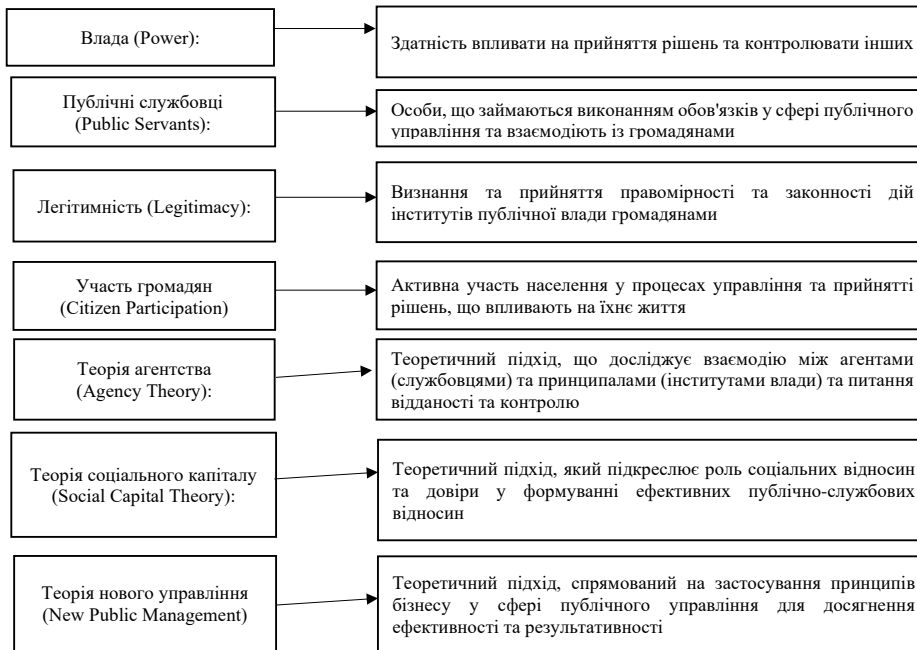 Влада (Power):
Здатність впливати на прийняття рішень та контролювати інших
Публічні службовці
(Public Servants):
Особи, що займаються виконанням обов'язків у сфері публічного
управління та взаємодіють із громадянами
Легітимність (Legitimacy):
Визнання та прийняття правомірності та законності дій
інститутів публічної влади громадянами
Участь громадян
(Citizen Participation)
Активна участь населення у процесах управління та прийнятті
рішень, що впливають на їхнє життя
Теорія агентства
(Agency Theory):
Теоретичний підхід, що досліджує взаємодію між агентами
(службовцями) та принципалами (інститутами влади) та питання
відданості та контролю
Теорія соціального капіталу
(Social Capital Theory):
Теоретичний підхід, який підкреслює роль соціальних відносин
та довіри у формуванні ефективних публічно-службових
відносин
Теорія нового управління
(New Public Management)
Теоретичний підхід, спрямований на застосування принципів
бізнесу у сфері публічного управління для досягнення
ефективності та результативності